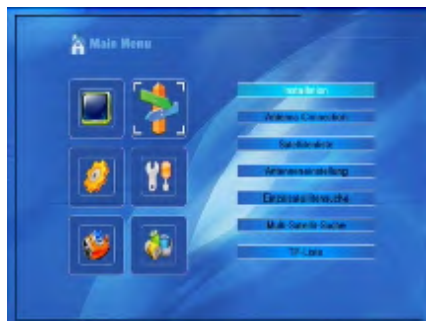 Main Menu
Installation
Antenna Connection
Satellitenliste
Antenneneinstellung
Einzelsatellitensuche
Multi Satellit Suche
TP-Liste